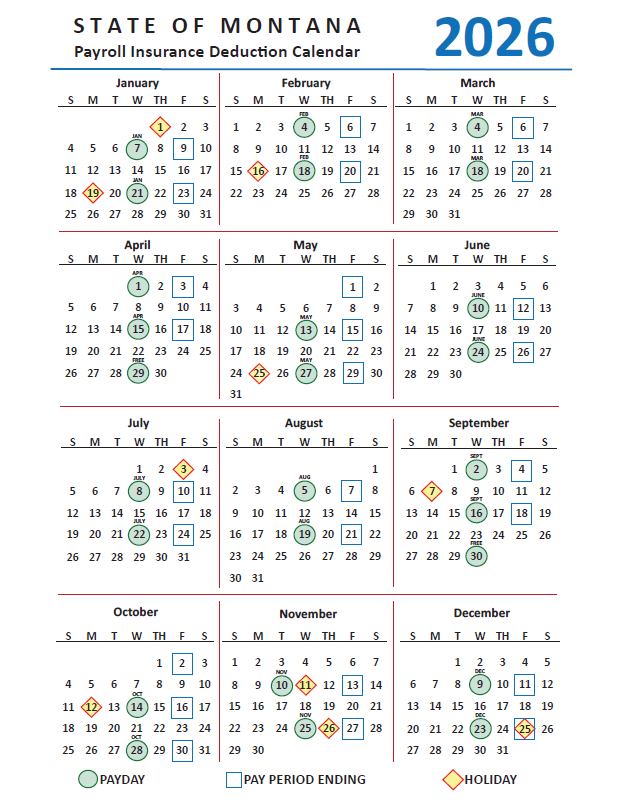 STATE OF MONTANA
Payroll Insurance Deduction Calendar
2026
January
S M T W TH F S
1 2 3
JAN
4 5 6 7 8 9 10
11 12 13 14 15 16 17
JAN
18 19 20 21 22 23 24
25 26 27 28 29 30 31
February
S M T W TH F S
FEB
1 2 3 4 5 6 7
8 9 10 11 12 13 14
FEB
15 16 17 18 19 20 21
22 23 24 25 26 27 28
March
S M T W TH F S
MAR
1 2 3 4 5 6 7
8 9 10 11 12 13 14
MAR
15 16 17 18 19 20 21
22 23 24 25 26 27 28
29 30 31
April
S M T W TH F S
APR
1 2 3 4
5 6 7 8 9 10 11
APR
12 13 14 15 16 17 18
19 20 21 22 23 24 25
FREE
26 27 28 29 30
May
S M T W TH F S
1 2
3 4 5 6 7 8 9
MAY
10 11 12 13 14 15 16
17 18 19 20 21 22 23
MAY
24 25 26 27 28 29 30
31
June
S M T W TH F S
1 2 3 4 5 6
JUNE
7 8 9 10 11 12 13
14 15 16 17 18 19 20
JUNE
21 22 23 24 25 26 27
28 29 30
July
S M T W TH F S
1 2 3 4
JULY
5 6 7 8 9 10 11
12 13 14 15 16 17 18
JULY
19 20 21 22 23 24 25
26 27 28 29 30 31
August
S M T W TH F S
1
AUG
2 3 4 5 6 7 8
9 10 11 12 13 14 15
AUG
16 17 18 19 20 21 22
23 24 25 26 27 28 29
30 31
September
S M T W TH F S
SEPT
1 2 3 4 5
6 7 8 9 10 11 12
SEPT
13 14 15 16 17 18 19
20 21 22 23 24 25 26
FREE
27 28 29 30
October
S M T W TH F S
1 2 3
4 5 6 7 8 9 10
OCT
11 12 13 14 15 16 17
18 19 20 21 22 23 24
OCT
25 26 27 28 29 30 31
November
S M T W TH F S
1 2 3 4 5 6 7
NOV
8 9 10 11 12 13 14
15 16 17 18 19 20 21
NOV
22 23 24 25 26 27 28
29 30
December
S M T W TH F S
1 2 3 4 5
DEC
6 7 8 9 10 11 12
13 14 15 16 17 18 19
DEC
20 21 22 23 24 25 26
27 28 29 30 31
PAYDAY
PAY PERIOD ENDING
HOLIDAY